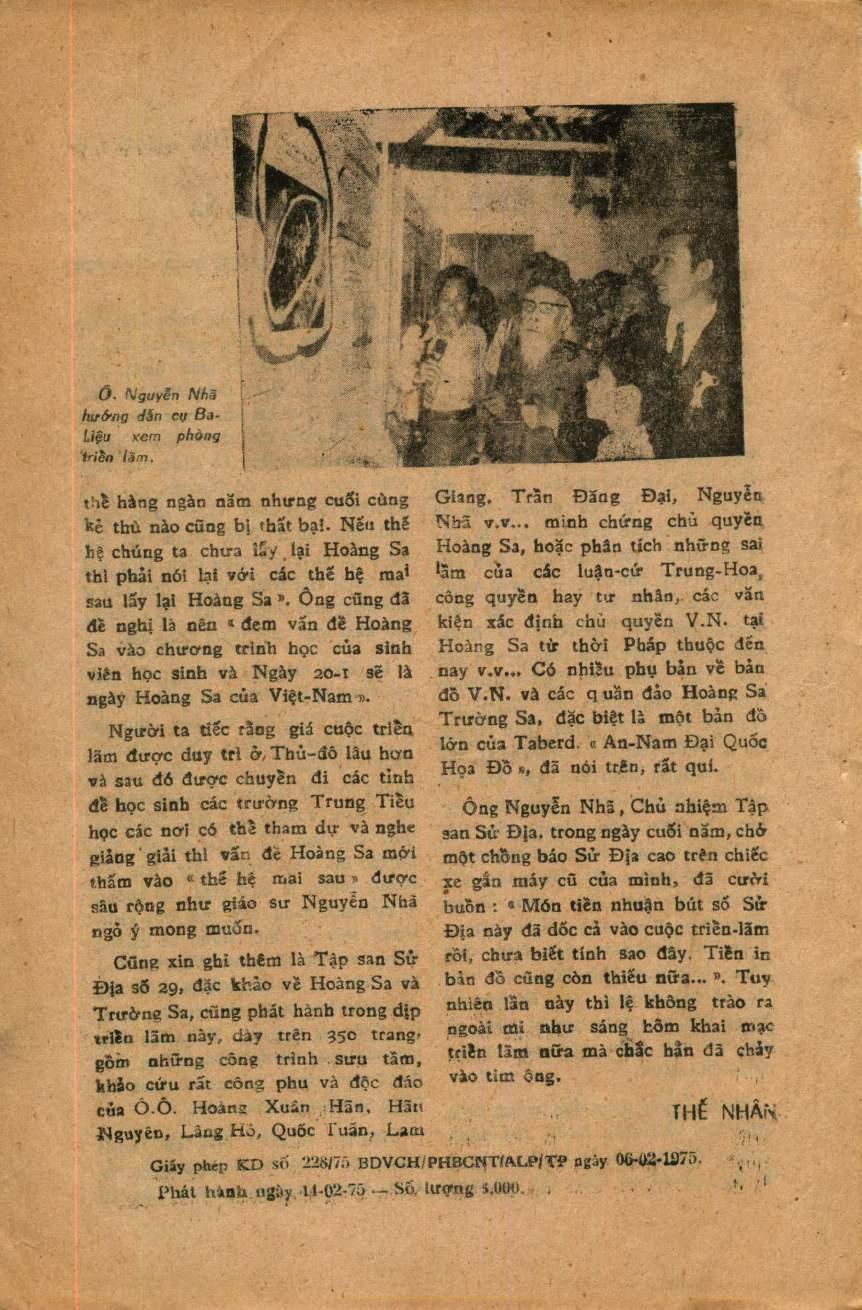 Ô. Nguyễn Nhã
hướng dẫn cụ Ba-
Liệu xem phòng
triển lãm.
thể hàng ngàn năm nhưng cuối cùng
kẻ thù nào cũng bị thất bại. Nếu thế
hệ chúng ta chưa lấy lại Hoàng Sa
thì phải nói lại với các thế hệ mai
sau lấy lại Hoàng Sa ». Ông cũng đã
đề nghị là nên « đem vấn đề Hoàng
Sa vào chương trình học của sinh
viên học sinh và Ngày 20-1 sẽ là
ngày Hoàng Sa của Việt-Nam ».
Người ta tiếc rằng giá cuộc triển
lãm được duy trì ở Thủ-đô lâu hơn
và sau đó được chuyển đi các tỉnh
để học sinh các trường Trung Tiểu
học các nơi có thể tham dự và nghe
giảng giải thì vấn đề Hoàng Sa mới
thấm vào « thế hệ mai sau » được
sâu rộng như giáo sư Nguyễn Nhã
ngỏ ý mong muốn.
Cũng xin ghi thêm là Tập san Sử
Địa số 29, đặc khảo về Hoàng Sa và
Trường Sa, cũng phát hành trong dịp
triển lãm này, dày trên 350 trang,
gồm những công trình sưu tầm,
khảo cứu rất công phu và độc đáo
của Ô.Ô. Hoàng Xuân Hãn, Hãn
Nguyên, Lãng Hồ, Quốc Tuấn, Lam
Giang, Trần Đăng Đại, Nguyễn
Nhã v.v... minh chứng chủ quyền
Hoàng Sa, hoặc phân tích những sai
lầm của các luận-cứ Trung-Hoa,
công quyền hay tư nhân, các văn
kiện xác định chủ quyền V.N. tại
Hoàng Sa từ thời Pháp thuộc đến
nay v.v... Có nhiều phụ bản về bản
đồ V.N. và các quần đảo Hoàng Sa
Trường Sa, đặc biệt là một bản đồ
lớn của Taberd. « An-Nam Đại Quốc
Họa Đồ », đã nói trên, rất quí.
Ông Nguyễn Nhã, Chủ nhiệm Tập
san Sử Địa, trong ngày cuối năm, chở
một chồng báo Sử Địa cao trên chiếc
xe gắn máy cũ của mình, đã cười
buồn : « Món tiền nhuận bút số Sử
Địa này đã dốc cả vào cuộc triển-lãm
rồi, chưa biết tính sao đây. Tiền in
bản đồ cũng còn thiếu nữa... ». Tuy
nhiên lần này thì lệ không trào ra
ngoài mi như sáng hôm khai mạc
triển lãm nữa mà chắc hẳn đã chảy
vào tim ông.
THẾ NHÂN
Giấy phép KD số 228/75 BDVCH/PHBCNT/ALP/TP ngày 06-02-1975.
Phát hành ngày 14-02-75 — Số lượng 5.000.